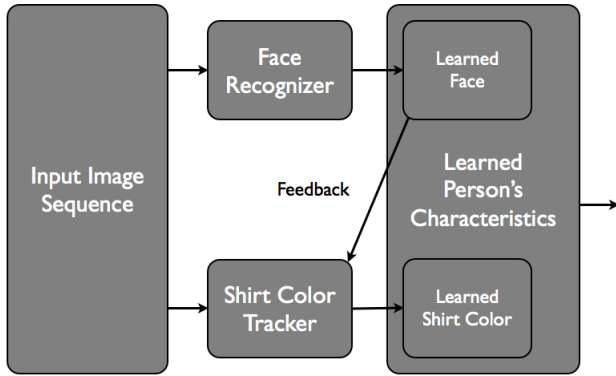 Face
Recognizer
Learned
Face
Input Image
Sequence
Feedback
Learned
Person's
Characteristics
Shirt Color
Tracker
Learned
Shirt Color